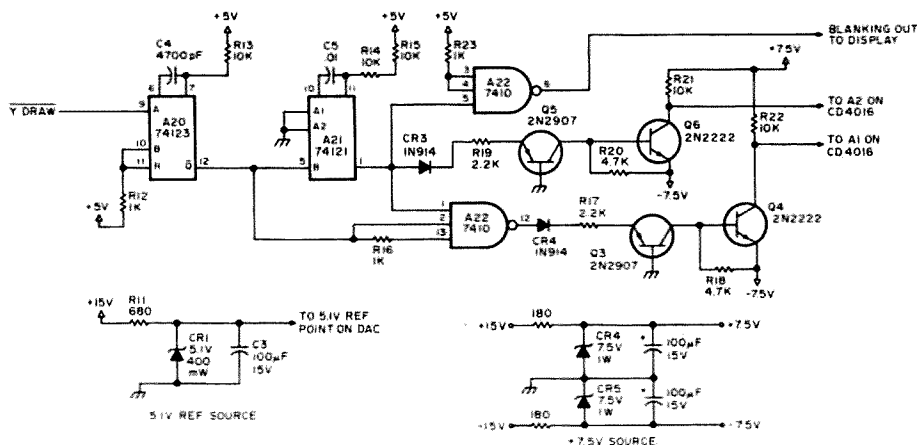 +5V
R13
10K
C4
4700pF
6
7
Y DRAW
9
A
A20
74123
10
B
11
R
Q̄
12
R12
1K
+5V
+5V
C5
.01
R14
10K
R15
10K
10
11
A1
A2
A21
74121
5
B
1
+5V
R23
1K
3
4
5
A22
7410
6
BLANKING OUT
TO DISPLAY
CR3
1N914
R19
2.2K
Q5
2N2907
R20
4.7K
Q6
2N2222
-7.5V
R21
10K
+7.5V
R22
10K
TO A2 ON
CD4016
TO A1 ON
CD4016
1
2
13
R16
1K
A22
7410
12
CR4
1N914
R17
2.2K
Q3
2N2907
R18
4.7K
Q4
2N2222
-7.5V
+15V
R11
680
TO 5.1V REF
POINT ON DAC
CR1
5.1V
400
mW
C3
100μF
15V
5.1V REF SOURCE
+15V
180
+7.5V
CR4
7.5V
1W
+
100μF
15V
CR5
7.5V
1W
+
100μF
15V
-15V
180
-7.5V
+7.5V SOURCE